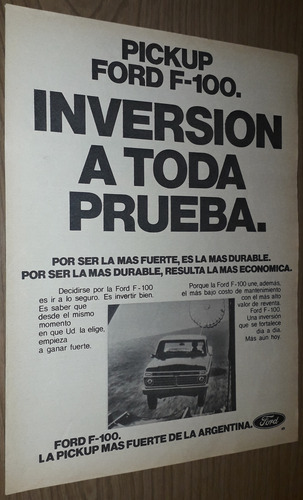 PICKUP
FORD F-100.
INVERSION
A TODA
PRUEBA.
POR SER LA MAS FUERTE, ES LA MAS DURABLE.
POR SER LA MAS DURABLE, RESULTA LA MAS ECONOMICA.
Decidirse por la Ford F-100
es ir a lo seguro. Es invertir bien.
Es saber que
desde el mismo
momento
en que Ud. la elige,
empieza
a ganar fuerte.
Porque la Ford F-100 une, además,
el más bajo costo de mantenimiento
con el más alto
valor de reventa.
Ford F-100.
Una inversión
que se fortalece
día a día.
Más aún hoy.
FORD F-100.
LA PICKUP MAS FUERTE DE LA ARGENTINA.
Ford